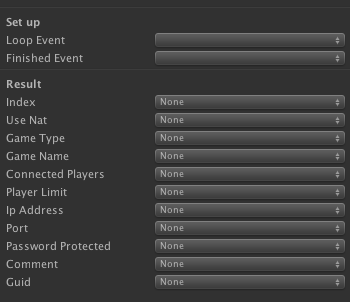 Set up
Loop Event
Finished Event
Result
Index None
Use Nat None
Game Type None
Game Name None
Connected Players None
Player Limit None
Ip Address None
Port None
Password Protected None
Comment None
Guid None